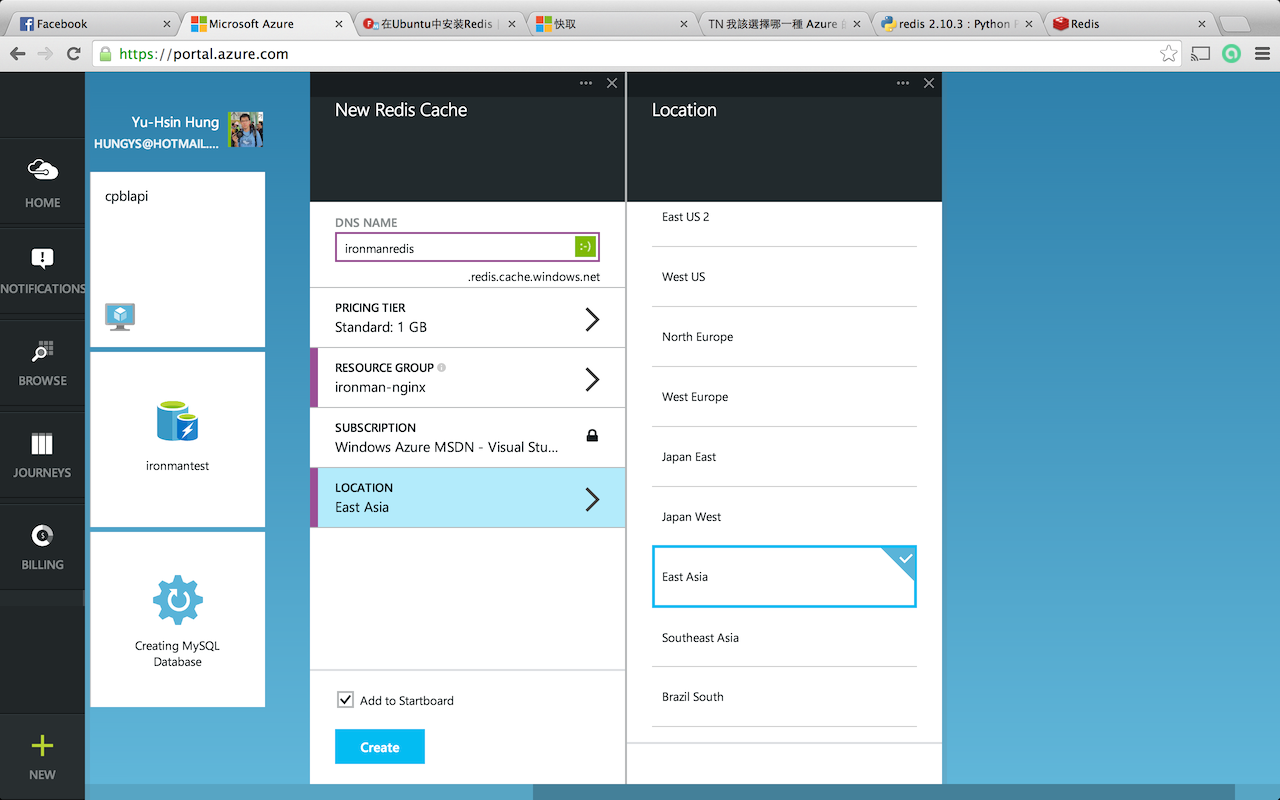 Facebook
Microsoft Azure
在Ubuntu中安装Redis
快取
TN 我該選擇哪一種 Azure
redis 2.10.3 : Python
Redis
https://portal.azure.com
Yu-Hsin Hung
HUNGYS@HOTMAIL....
HOME
NOTIFICATIONS
BROWSE
JOURNEYS
BILLING
NEW
cpblapi
ironmantest
Creating MySQL
Database
New Redis Cache
DNS NAME
ironmanredis
:-)
.redis.cache.windows.net
PRICING TIER
Standard: 1 GB
RESOURCE GROUP
ironman-nginx
SUBSCRIPTION
Windows Azure MSDN - Visual Stu...
LOCATION
East Asia
Add to Startboard
Create
Location
East US 2
West US
North Europe
West Europe
Japan East
Japan West
East Asia
Southeast Asia
Brazil South